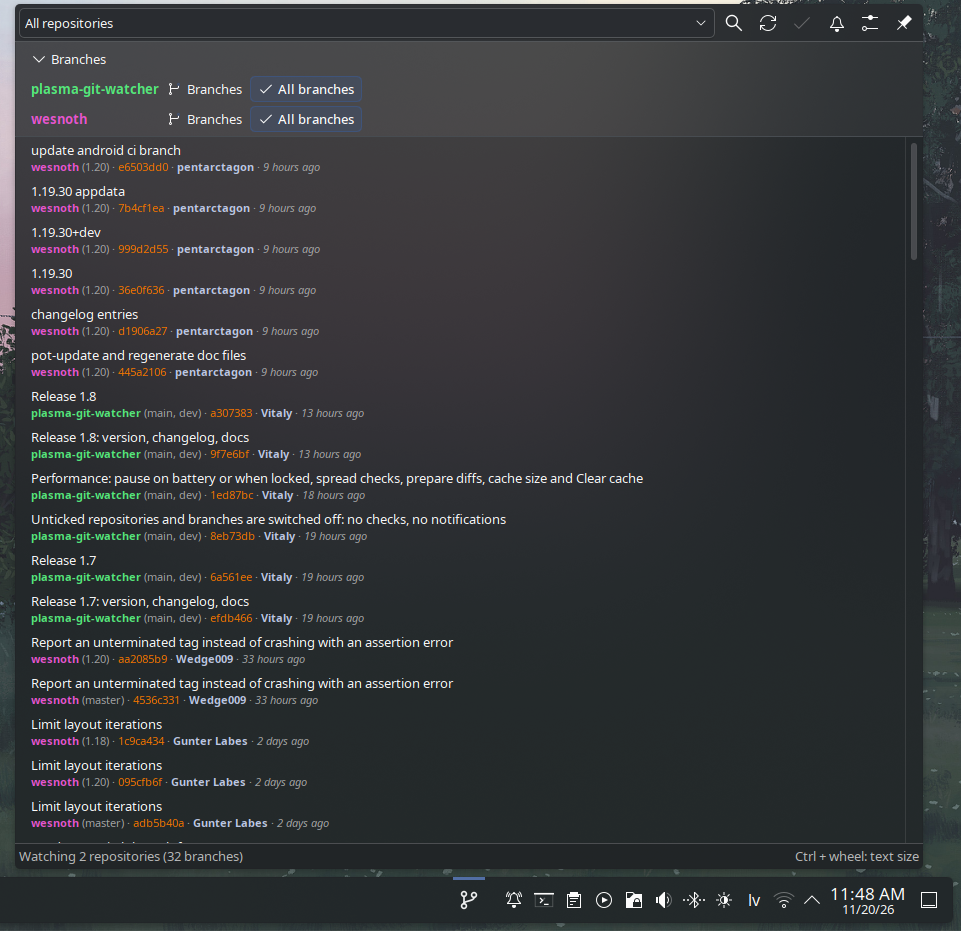 All repositories
Branches
plasma-git-watcher Branches All branches
wesnoth Branches All branches
update android ci branch
wesnoth (1.20) · e6503dd0 · pentarctagon · 9 hours ago
1.19.30 appdata
wesnoth (1.20) · 7b4cf1ea · pentarctagon · 9 hours ago
1.19.30+dev
wesnoth (1.20) · 999d2d55 · pentarctagon · 9 hours ago
1.19.30
wesnoth (1.20) · 36e0f636 · pentarctagon · 9 hours ago
changelog entries
wesnoth (1.20) · d1906a27 · pentarctagon · 9 hours ago
pot-update and regenerate doc files
wesnoth (1.20) · 445a2106 · pentarctagon · 9 hours ago
Release 1.8
plasma-git-watcher (main, dev) · a307383 · Vitaly · 13 hours ago
Release 1.8: version, changelog, docs
plasma-git-watcher (main, dev) · 9f7e6bf · Vitaly · 13 hours ago
Performance: pause on battery or when locked, spread checks, prepare diffs, cache size and Clear cache
plasma-git-watcher (main, dev) · 1ed87bc · Vitaly · 18 hours ago
Unticked repositories and branches are switched off: no checks, no notifications
plasma-git-watcher (main, dev) · 8eb73db · Vitaly · 19 hours ago
Release 1.7
plasma-git-watcher (main, dev) · 6a561ee · Vitaly · 19 hours ago
Release 1.7: version, changelog, docs
plasma-git-watcher (main, dev) · efdb466 · Vitaly · 19 hours ago
Report an unterminated tag instead of crashing with an assertion error
wesnoth (1.20) · aa2085b9 · Wedge009 · 33 hours ago
Report an unterminated tag instead of crashing with an assertion error
wesnoth (master) · 4536c331 · Wedge009 · 33 hours ago
Limit layout iterations
wesnoth (1.18) · 1c9ca434 · Gunter Labes · 2 days ago
Limit layout iterations
wesnoth (1.20) · 095cfb6f · Gunter Labes · 2 days ago
Limit layout iterations
wesnoth (master) · adb5b40a · Gunter Labes · 2 days ago
Watching 2 repositories (32 branches) Ctrl + wheel: text size
lv 11:48 AM
11/20/26